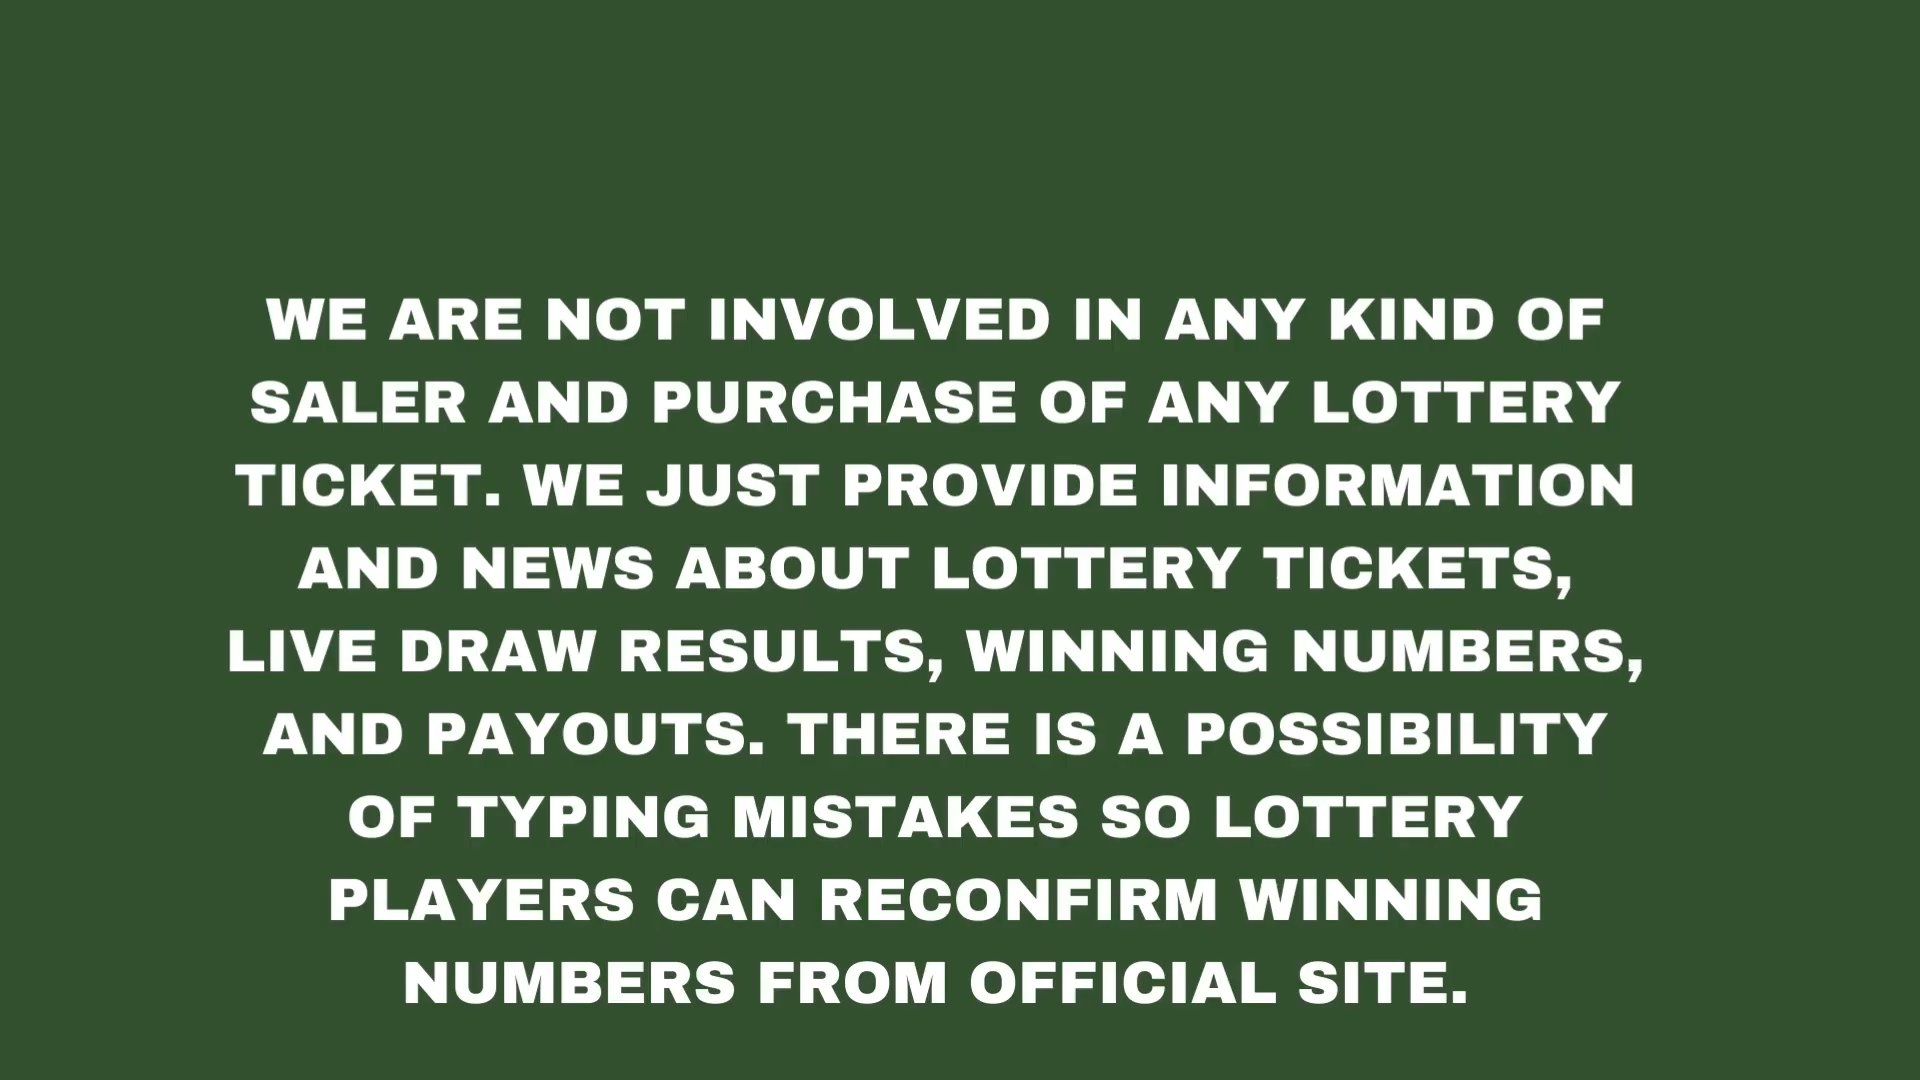 WE ARE NOT INVOLVED IN ANY KIND OF
SALER AND PURCHASE OF ANY LOTTERY
TICKET. WE JUST PROVIDE INFORMATION
AND NEWS ABOUT LOTTERY TICKETS,
LIVE DRAW RESULTS, WINNING NUMBERS,
AND PAYOUTS. THERE IS A POSSIBILITY
OF TYPING MISTAKES SO LOTTERY
PLAYERS CAN RECONFIRM WINNING
NUMBERS FROM OFFICIAL SITE.